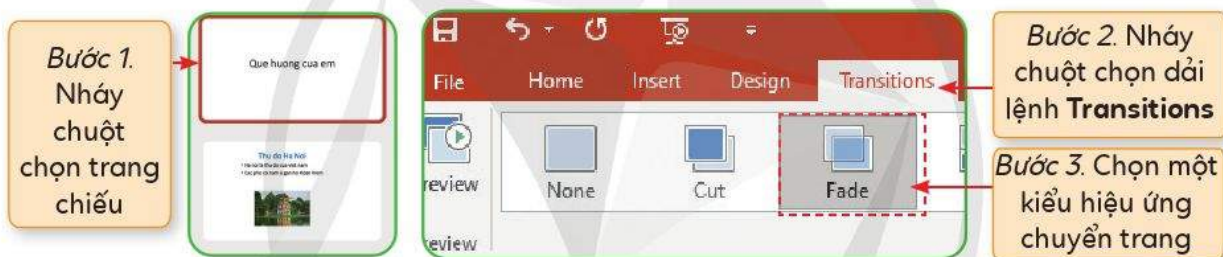 Bước 1.
Nháy
chuột
chọn trang
chiếu
Que huong cua em
Thu do Ha Noi
File
Home
Insert
Design
Transitions
review
None
Cut
Fade
eview
Bước 2. Nháy
chuột chọn dải
lệnh Transitions
Bước 3. Chọn một
kiểu hiệu ứng
chuyển trang